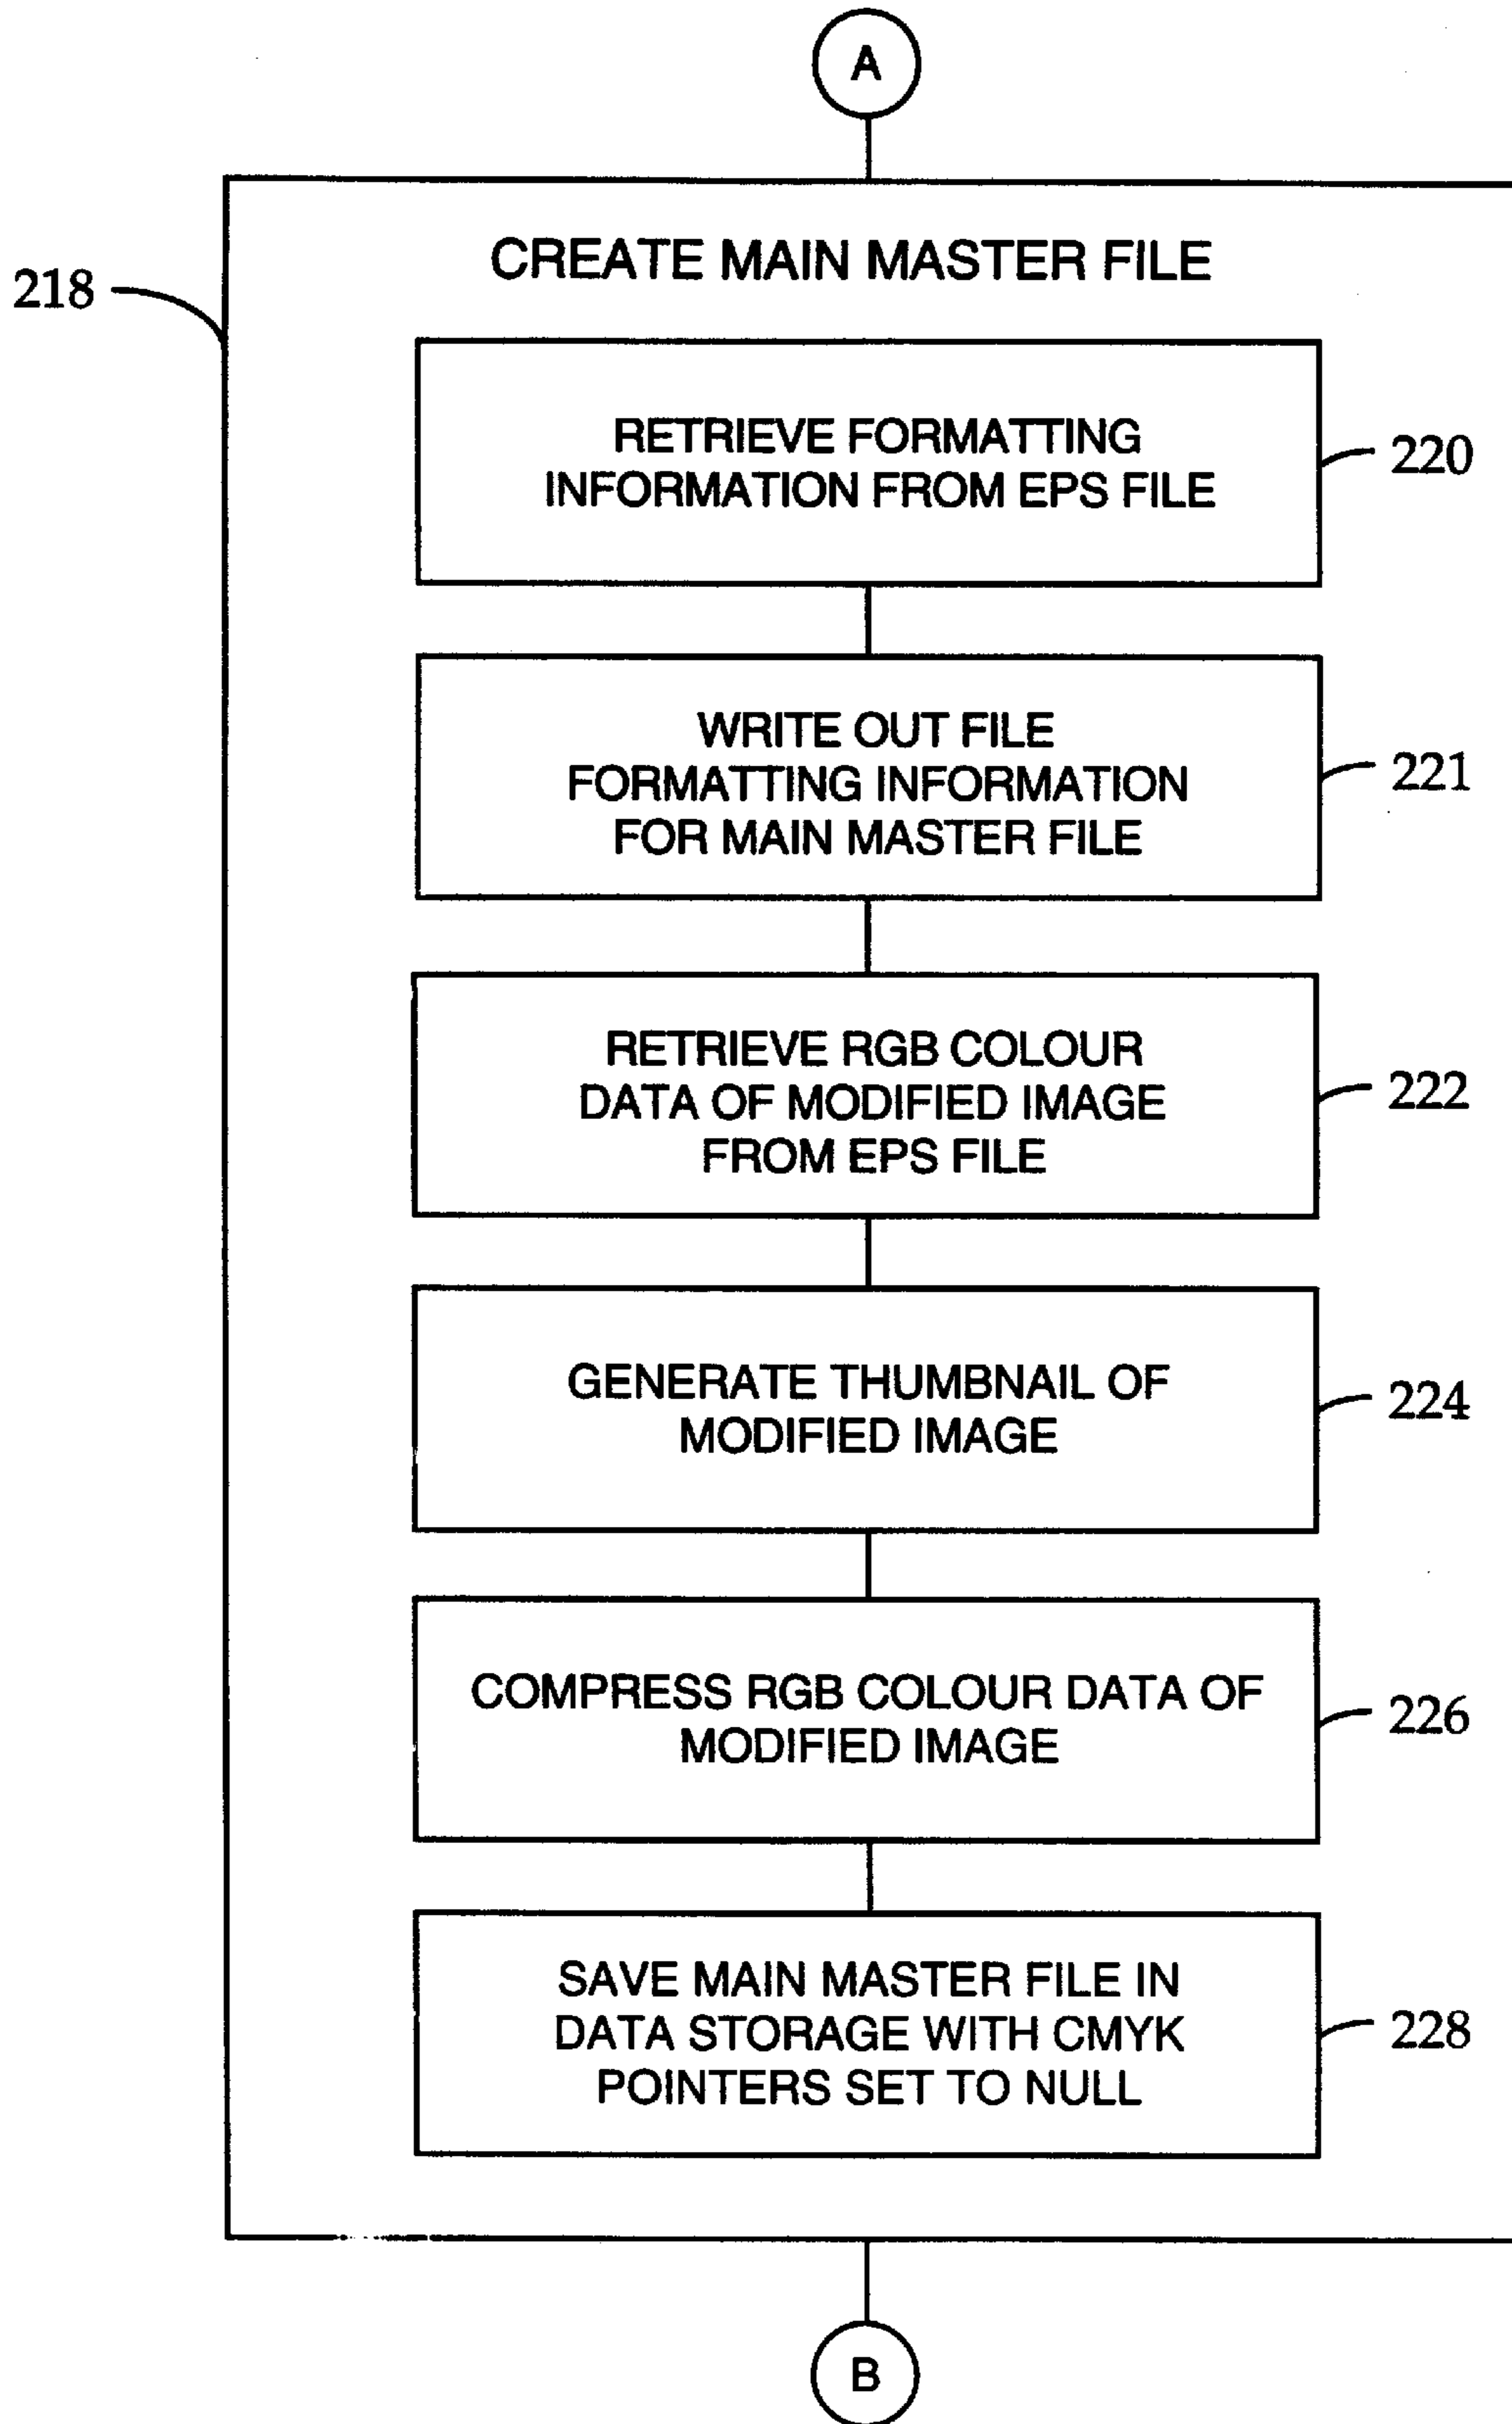 A
CREATE MAIN MASTER FILE
218
RETRIEVE FORMATTING
INFORMATION FROM EPS FILE
220
WRITE OUT FILE
FORMATTING INFORMATION
FOR MAIN MASTER FILE
221
RETRIEVE RGB COLOUR
DATA OF MODIFIED IMAGE
FROM EPS FILE
222
GENERATE THUMBNAIL OF
MODIFIED IMAGE
224
COMPRESS RGB COLOUR DATA OF
MODIFIED IMAGE
226
SAVE MAIN MASTER FILE IN
DATA STORAGE WITH CMYK
POINTERS SET TO NULL
228
B